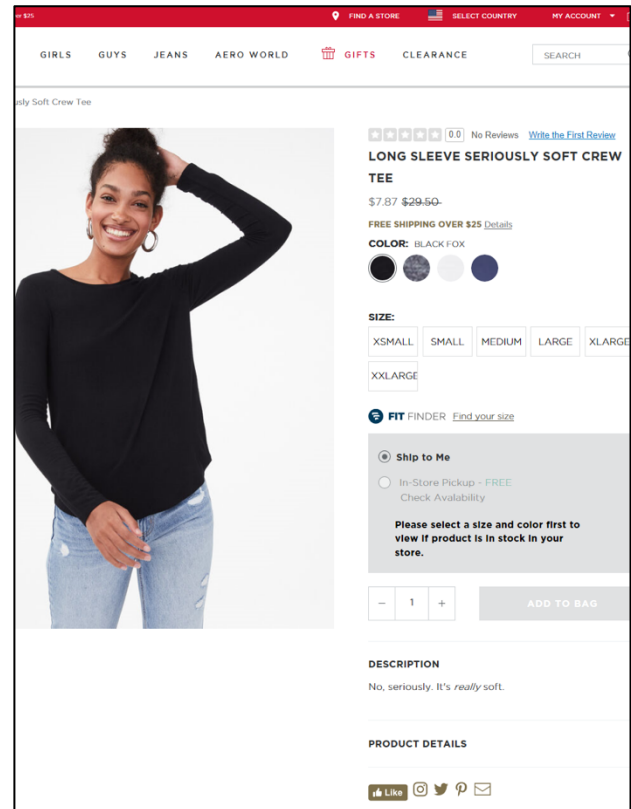 er $25
FIND A STORE
SELECT COUNTRY
MY ACCOUNT
GIRLS
GUYS
JEANS
AERO WORLD
GIFTS
CLEARANCE
SEARCH
usly Soft Crew Tee
0.0 No Reviews Write the First Review
LONG SLEEVE SERIOUSLY SOFT CREW
TEE
$7.87 $29.50
FREE SHIPPING OVER $25 Details
COLOR: BLACK FOX
SIZE:
XSMALL
SMALL
MEDIUM
LARGE
XLARGE
XXLARGE
FIT FINDER Find your size
Ship to Me
In-Store Pickup - FREE
Check Avalability
Please select a size and color first to
view if product is in stock in your
store.
- 1 +
ADD TO BAG
DESCRIPTION
No, seriously. It's really soft.
PRODUCT DETAILS
Like